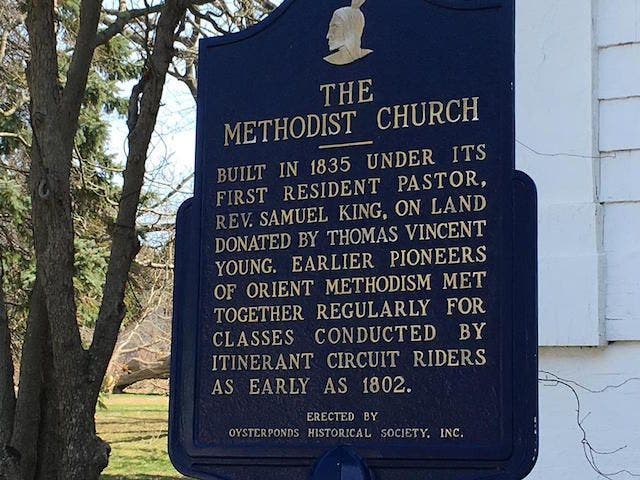 THE
METHODIST CHURCH
BUILT IN 1835 UNDER ITS
FIRST RESIDENT PASTOR,
REV. SAMUEL KING, ON LAND
DONATED BY THOMAS VINCENT
YOUNG. EARLIER PIONEERS
OF ORIENT METHODISM MET
TOGETHER REGULARLY FOR
CLASSES CONDUCTED BY
ITINERANT CIRCUIT RIDERS
AS EARLY AS 1802.
ERECTED BY
OYSTERPONDS HISTORICAL SOCIETY, INC.